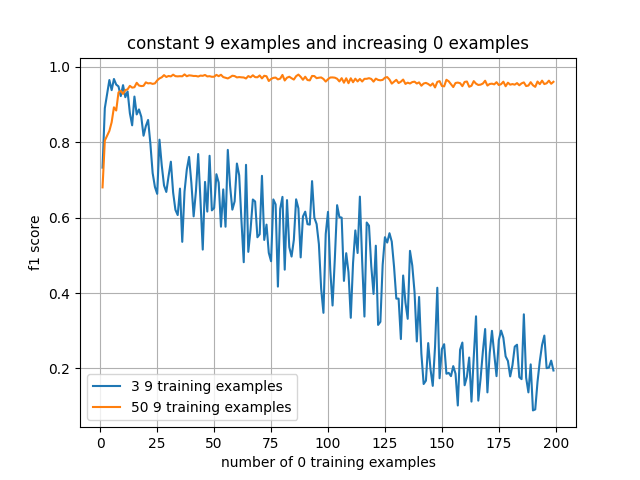 constant 9 examples and increasing 0 examples
1.0
0.8
0.6
0.4
0.2
f1 score
3 9 training examples
50 9 training examples
0 25 50 75 100 125 150 175 200
number of 0 training examples